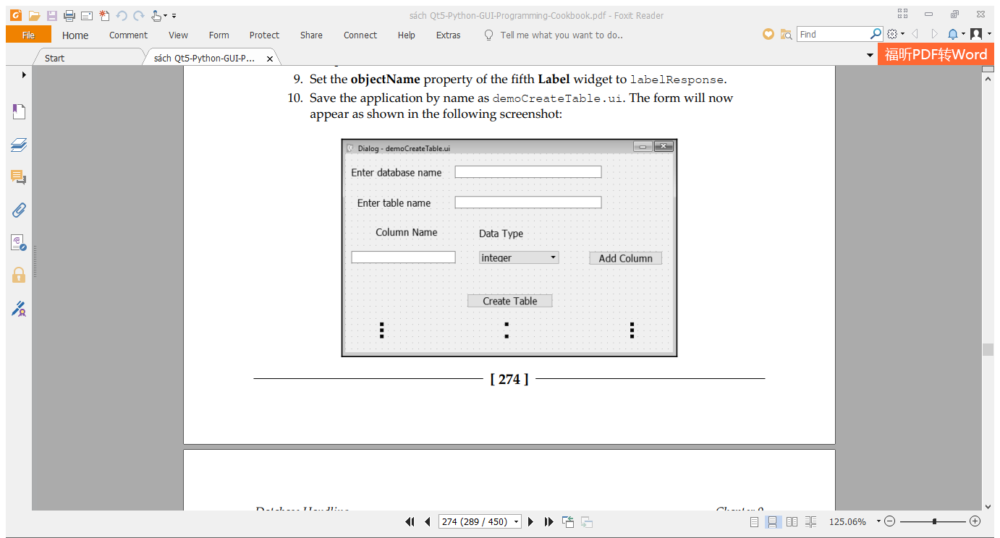 sách Qt5-Python-GUI-Programming-Cookbook.pdf - Foxit Reader
File Home Comment View Form Protect Share Connect Help Extras Tell me what you want to do.. Find
Start sách Qt5-Python-GUI-P... 福昕PDF转Word
9. Set the objectName property of the fifth Label widget to labelResponse.
10. Save the application by name as demoCreateTable.ui. The form will now
appear as shown in the following screenshot:
Dialog - demoCreateTable.ui
Enter database name
Enter table name
Column Name Data Type
integer Add Column
Create Table
[ 274 ]
Database Handling Chapter 9
274 (289 / 450) 125.06%